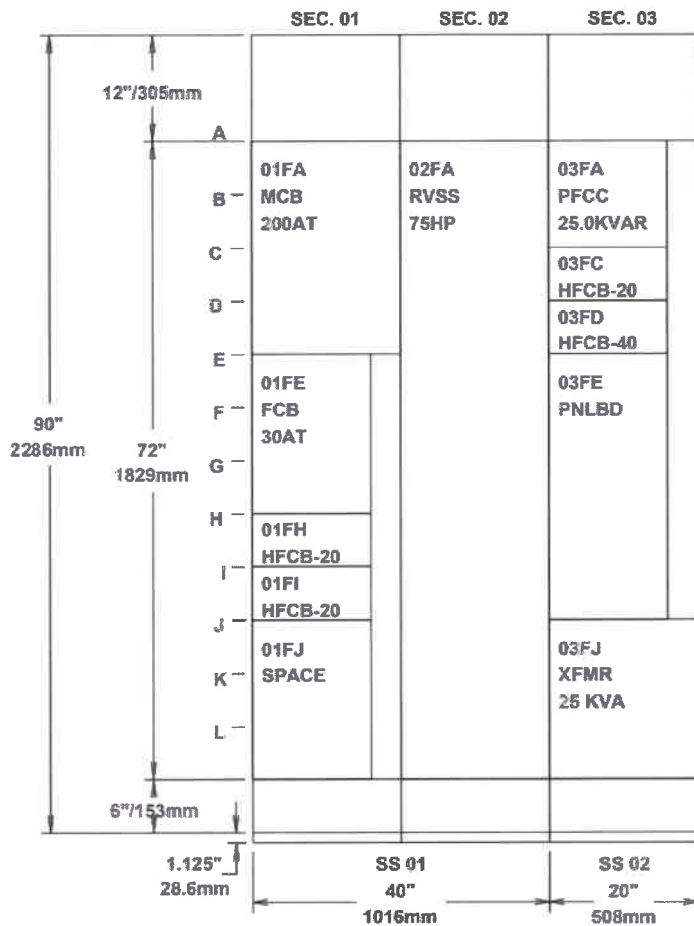 SEC. 01 SEC. 02 SEC. 03
12"/305mm
A
B
C
D
E
F
G
H
I
J
K
L
90"
2286mm
72"
1829mm
6"/153mm
1.125"
28.6mm
01FA
MCB
200AT
01FE
FCB
30AT
01FH
HFCB-20
01FI
HFCB-20
01FJ
SPACE
02FA
RVSS
75HP
03FA
PFCC
25.0KVAR
03FC
HFCB-20
03FD
HFCB-40
03FE
PNLBD
03FJ
XFMR
25 KVA
SS 01
40"
1016mm
SS 02
20"
508mm